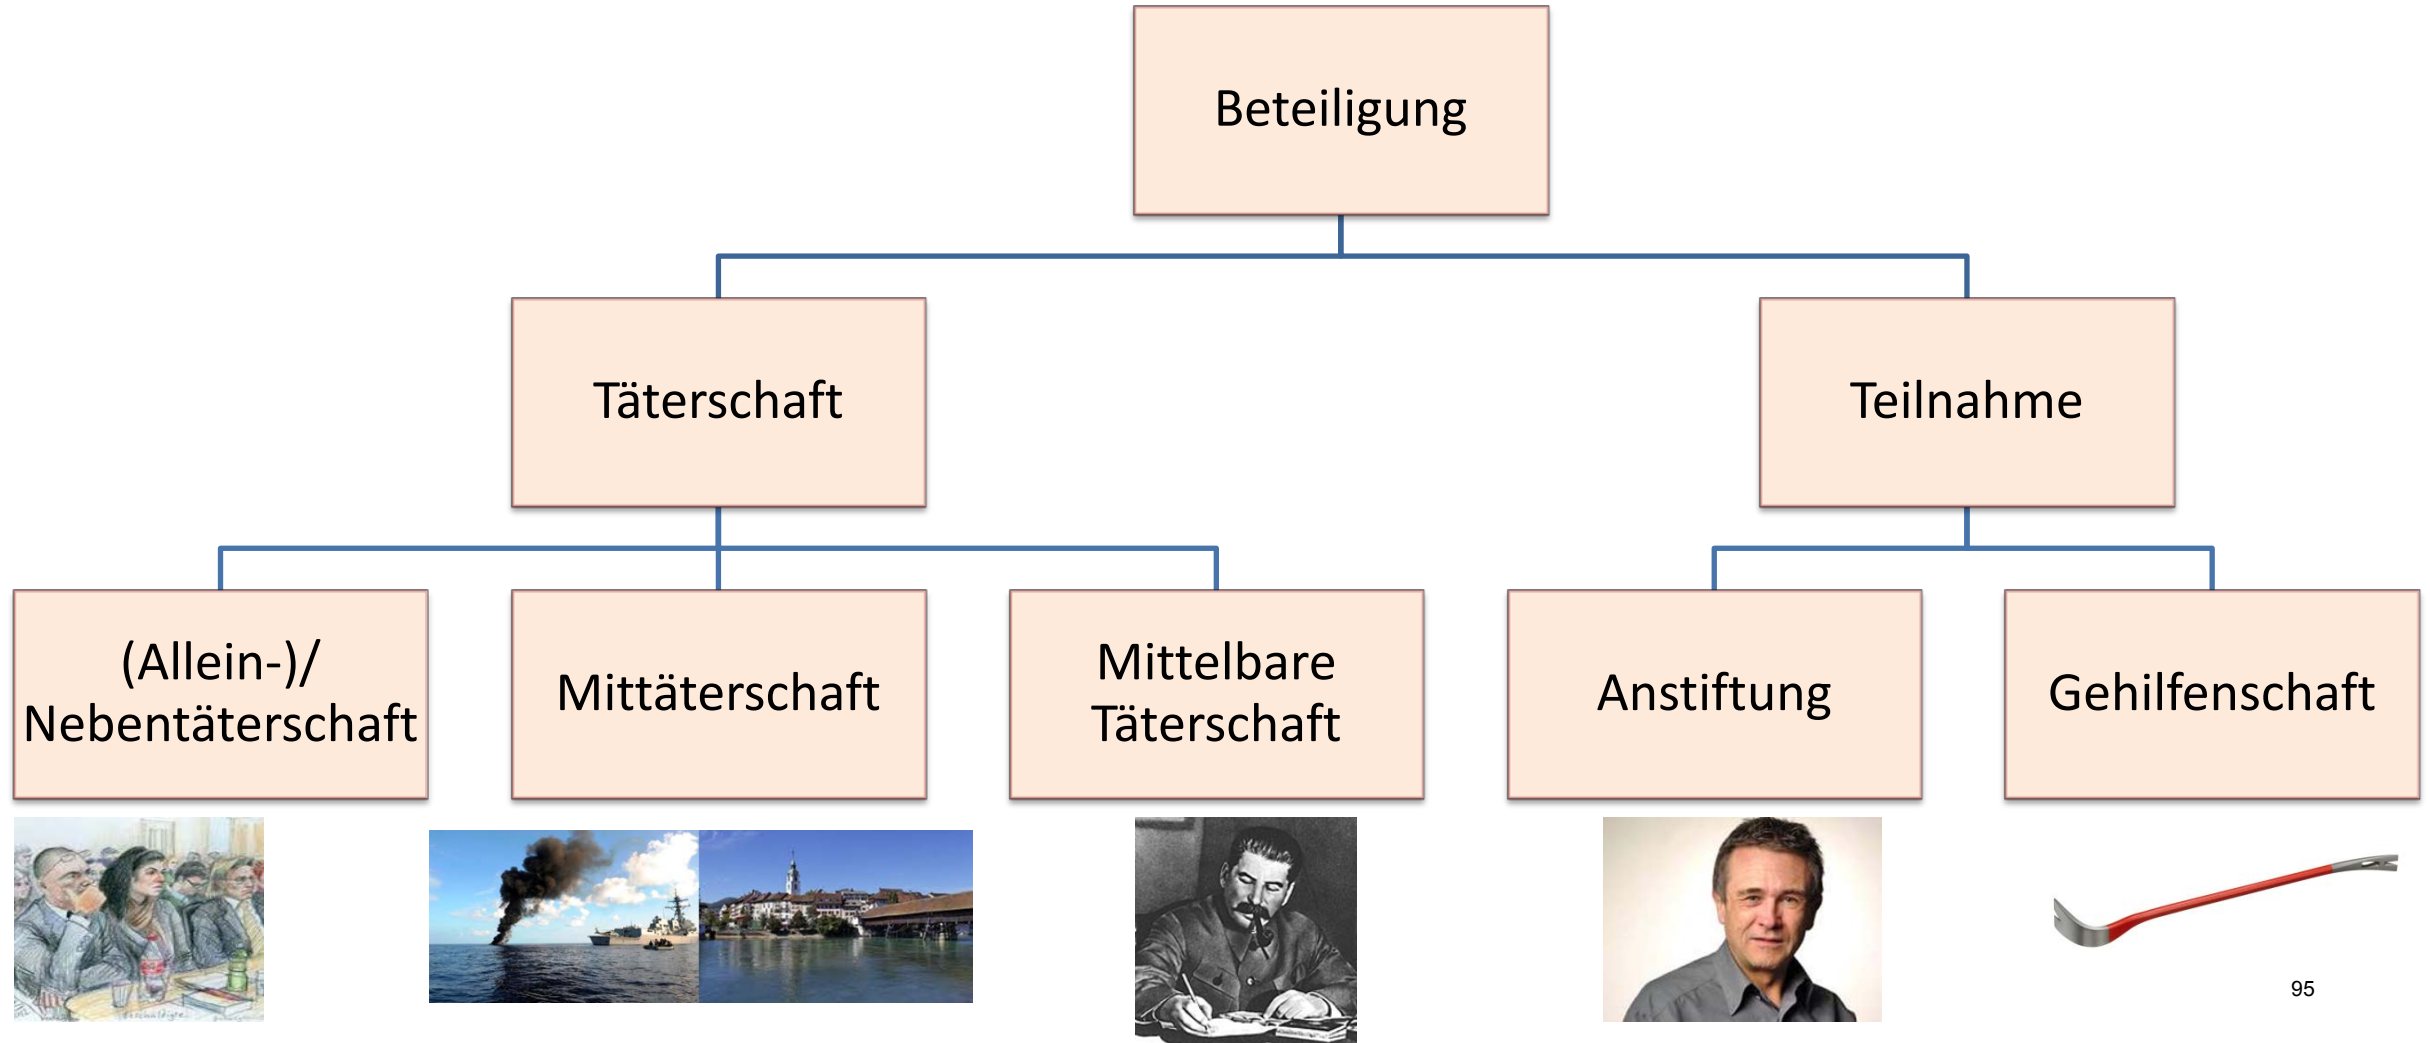 Beteiligung
Täterschaft
Teilnahme
(Allein-)/
Nebentäterschaft
Mittäterschaft
Mittelbare
Täterschaft
Anstiftung
Gehilfenschaft
95